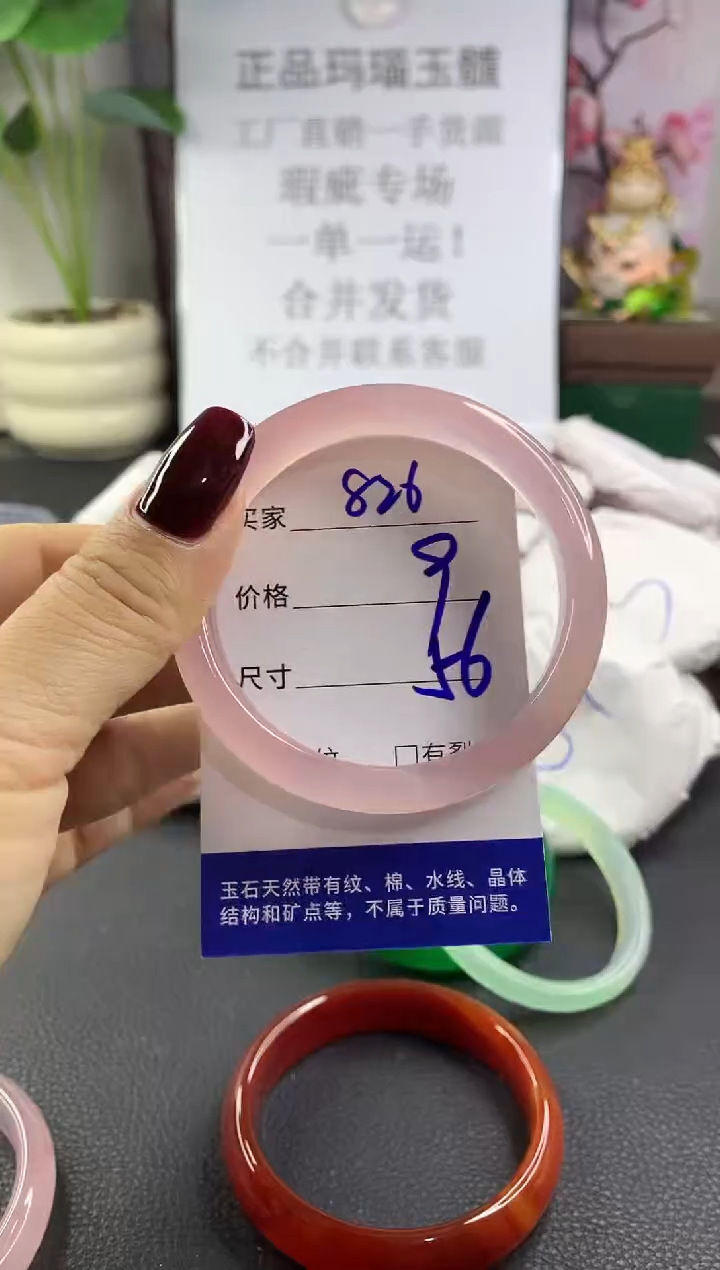 正品玛瑙玉髓
工厂直销一手货源
瑕疵专场
一单一运！
合并发货
不合并联系客服
买家 826
价格
尺寸 56
纹 □有裂
玉石天然带有纹、棉、水线、晶体
结构和矿点等，不属于质量问题。